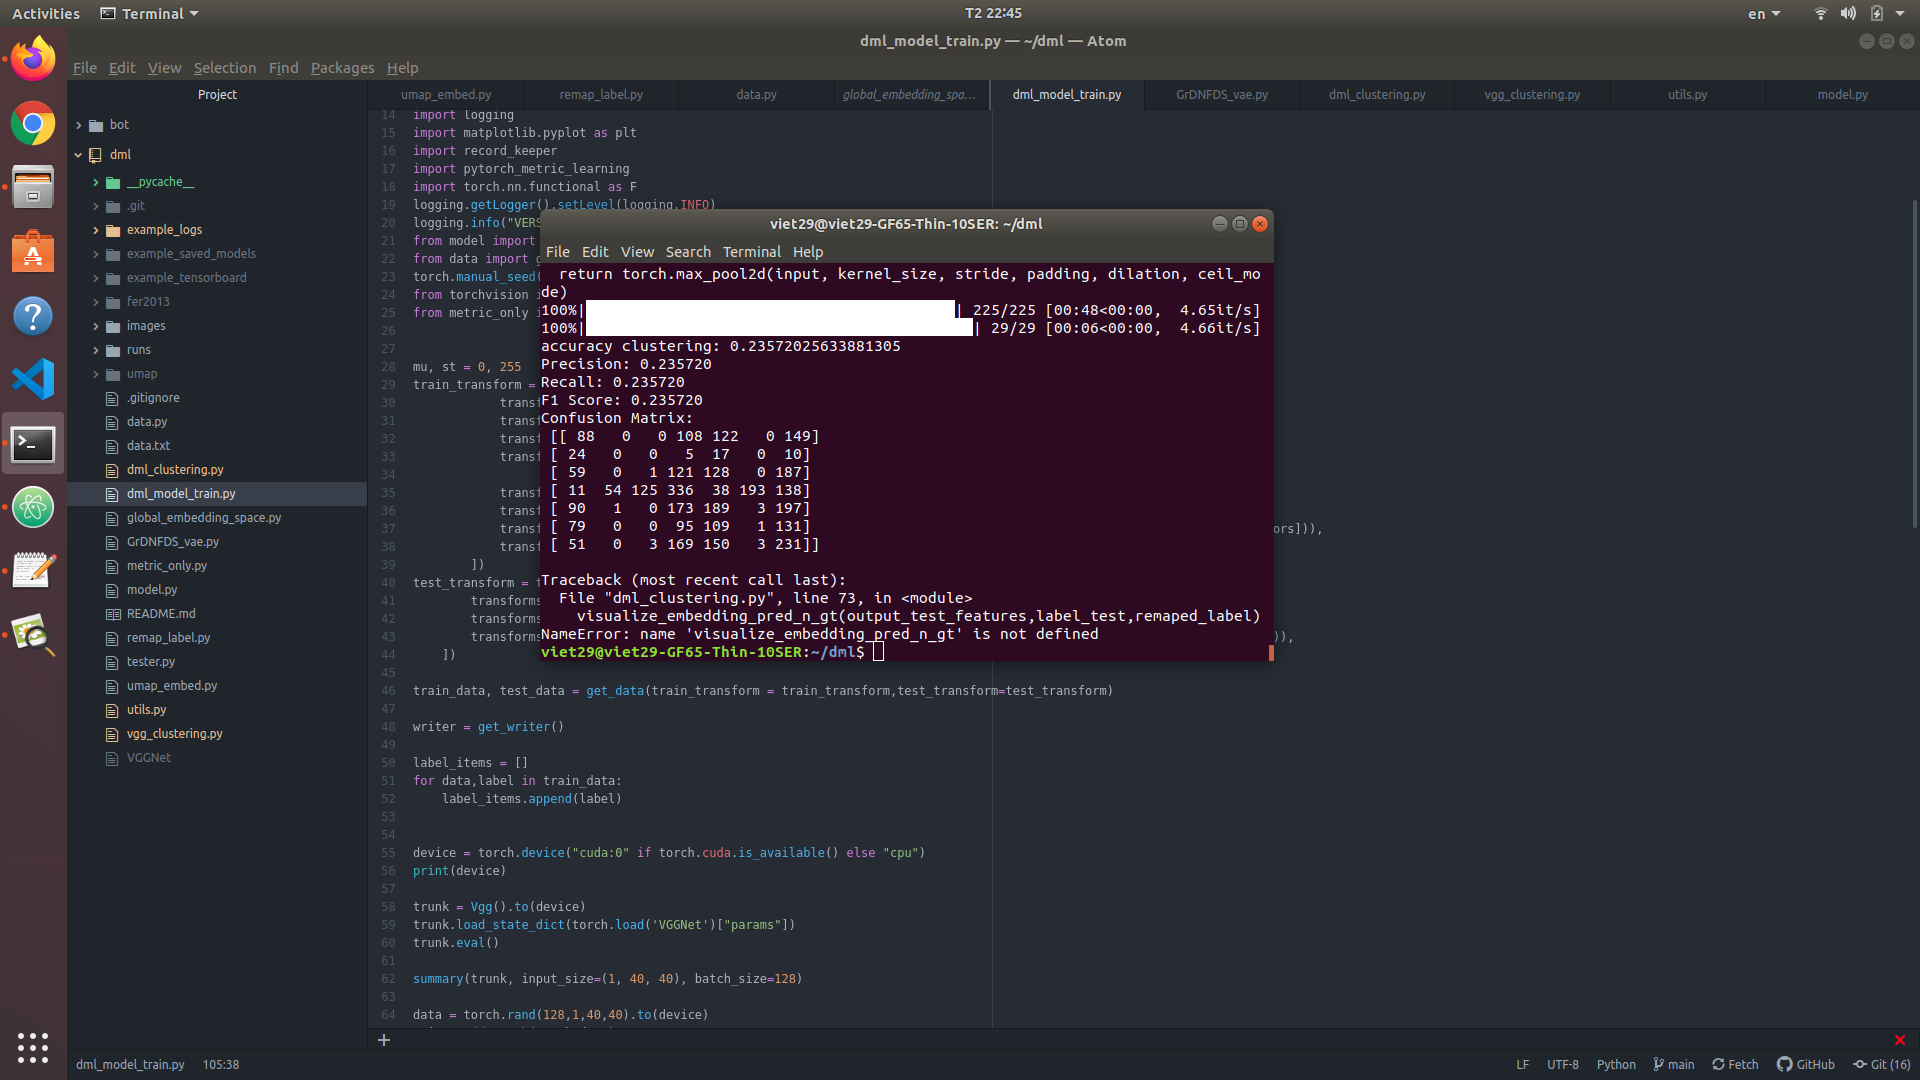 Activities Terminal T2 22:45 en
dml_model_train.py — ~/dml — Atom
File Edit View Selection Find Packages Help
Project
bot
dml
__pycache__
.git
example_logs
example_saved_models
example_tensorboard
fer2013
images
runs
umap
.gitignore
data.py
data.txt
dml_clustering.py
dml_model_train.py
global_embedding_space.py
GrDNFDS_vae.py
metric_only.py
model.py
README.md
remap_label.py
tester.py
umap_embed.py
utils.py
vgg_clustering.py
VGGNet
umap_embed.py remap_label.py data.py global_embedding_spa... dml_model_train.py GrDNFDS_vae.py dml_clustering.py vgg_clustering.py utils.py model.py
14 import logging
15 import matplotlib.pyplot as plt
16 import record_keeper
17 import pytorch_metric_learning
18 import torch.nn.functional as F
19 logging.getLogger().setLevel(logging.INFO)
20 logging.info("VERS
21 from model import
22 from data import g
23 torch.manual_seed(
24 from torchvision i
25 from metric_only i
26
27
28 mu, st = 0, 255
29 train_transform =
30 transf
31 transf
32 transf
33 transf
34
35 transf
36 transf
37 transf ors])),
38 transf
39 ])
40 test_transform = t
41 transforms
42 transforms
43 transforms )),
44 ])
45
46 train_data, test_data = get_data(train_transform = train_transform,test_transform=test_transform)
47
48 writer = get_writer()
49
50 label_items = []
51 for data,label in train_data:
52 label_items.append(label)
53
54
55 device = torch.device("cuda:0" if torch.cuda.is_available() else "cpu")
56 print(device)
57
58 trunk = Vgg().to(device)
59 trunk.load_state_dict(torch.load('VGGNet')["params"])
60 trunk.eval()
61
62 summary(trunk, input_size=(1, 40, 40), batch_size=128)
63
64 data = torch.rand(128,1,40,40).to(device)
viet29@viet29-GF65-Thin-10SER: ~/dml
File Edit View Search Terminal Help
return torch.max_pool2d(input, kernel_size, stride, padding, dilation, ceil_mo
de)
100%| | 225/225 [00:48<00:00, 4.65it/s]
100%| | 29/29 [00:06<00:00, 4.66it/s]
accuracy clustering: 0.23572025633881305
Precision: 0.235720
Recall: 0.235720
F1 Score: 0.235720
Confusion Matrix:
[[ 88 0 0 108 122 0 149]
[ 24 0 0 5 17 0 10]
[ 59 0 1 121 128 0 187]
[ 11 54 125 336 38 193 138]
[ 90 1 0 173 189 3 197]
[ 79 0 0 95 109 1 131]
[ 51 0 3 169 150 3 231]]
Traceback (most recent call last):
File "dml_clustering.py", line 73, in <module>
visualize_embedding_pred_n_gt(output_test_features,label_test,remaped_label)
NameError: name 'visualize_embedding_pred_n_gt' is not defined
viet29@viet29-GF65-Thin-10SER:~/dml$
dml_model_train.py 105:38 LF UTF-8 Python main Fetch GitHub Git (16)